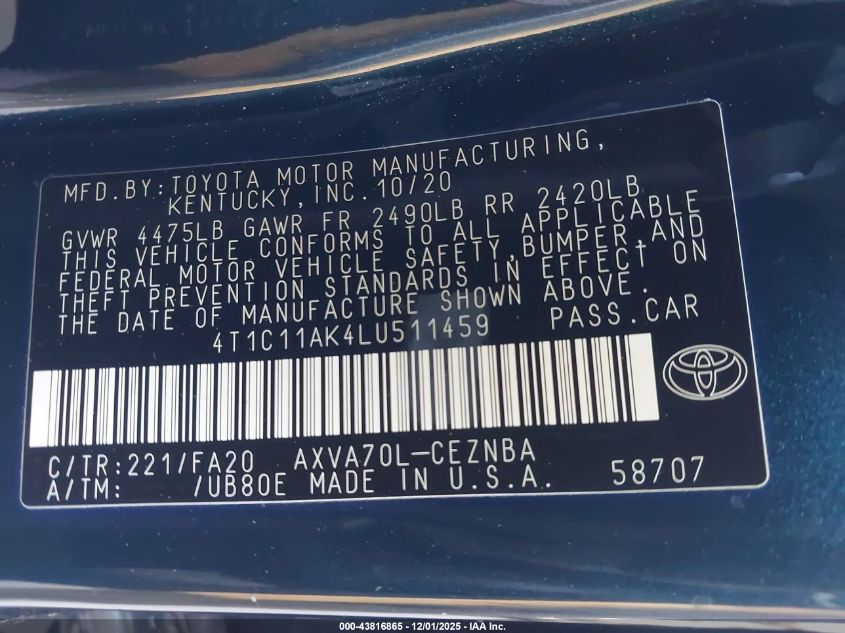 MFD.BY:TOYOTA MOTOR MANUFACTURING,
KENTUCKY,INC.10/20
GVWR 4475LB GAWR FR 2490LB RR 2420LB
THIS VEHICLE CONFORMS TO ALL APPLICABLE
FEDERAL MOTOR VEHICLE SAFETY,BUMPER,AND
THEFT PREVENTION STANDARDS IN EFFECT ON
THE DATE OF MANUFACTURE SHOWN ABOVE.
4T1C11AK4LU511459 PASS.CAR
C/TR:221/FA20 AXVA70L-CEZNBA
A/TM: /UB80E MADE IN U.S.A. 58707
000-43816865 - 12/01/2025 - IAA Inc.